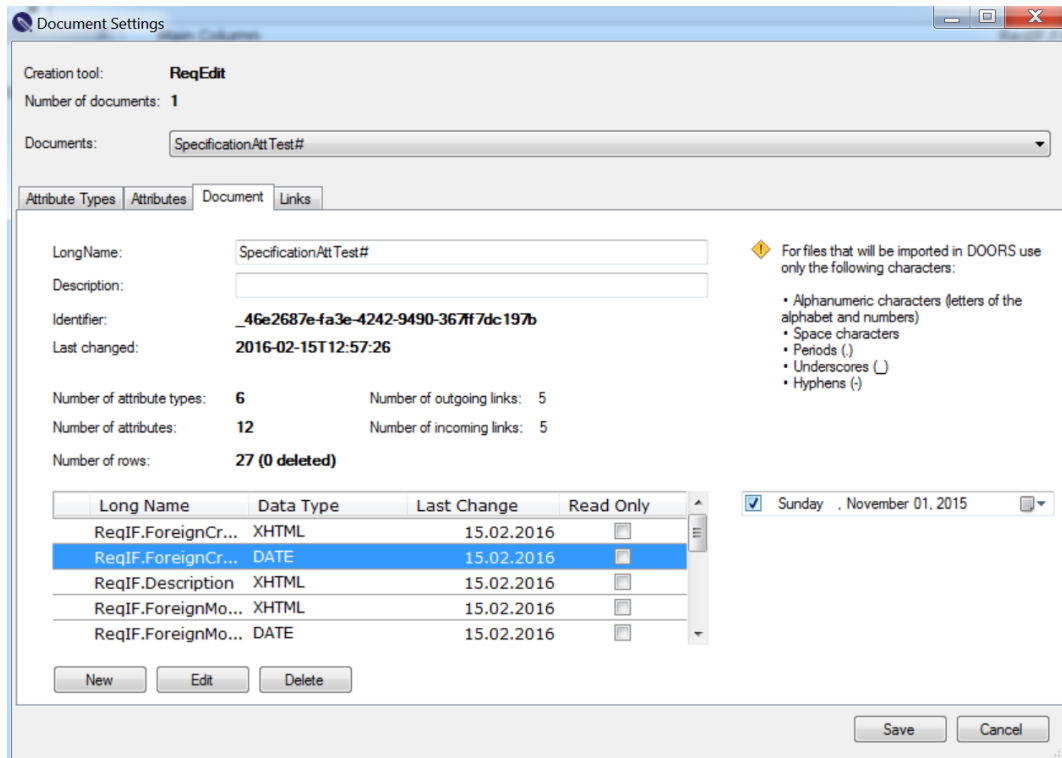 Document Settings
Main Column
Creation tool: ReqEdit
Number of documents: 1
Documents: SpecificationAttTest#
Attribute Types Attributes Document Links
LongName: SpecificationAttTest#
Description:
Identifier: _46e2687e-fa3e-4242-9490-367ff7dc197b
Last changed: 2016-02-15T12:57:26
Number of attribute types: 6 Number of outgoing links: 5
Number of attributes: 12 Number of incoming links: 5
Number of rows: 27 (0 deleted)
For files that will be imported in DOORS use
only the following characters:
• Alphanumeric characters (letters of the
alphabet and numbers)
• Space characters
• Periods (.)
• Underscores (_)
• Hyphens (-)
Long Name Data Type Last Change Read Only
ReqIF.ForeignCr... XHTML 15.02.2016
ReqIF.ForeignCr... DATE 15.02.2016
ReqIF.Description XHTML 15.02.2016
ReqIF.ForeignMo... XHTML 15.02.2016
ReqIF.ForeignMo... DATE 15.02.2016
Sunday , November 01, 2015
New Edit Delete
Save Cancel